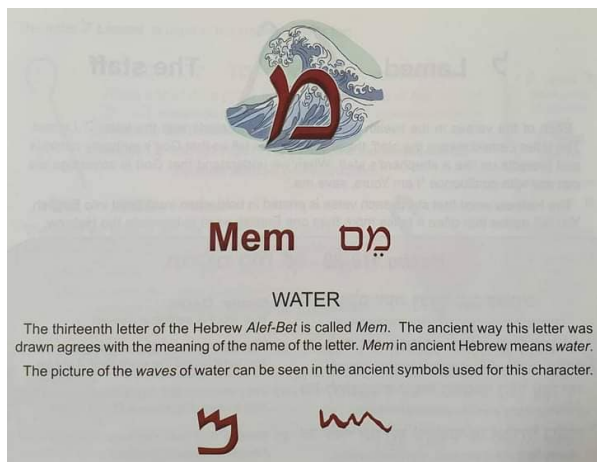 מ
Mem מֵם
WATER
The thirteenth letter of the Hebrew Alef-Bet is called Mem. The ancient way this letter was
drawn agrees with the meaning of the name of the letter. Mem in ancient Hebrew means water.
The picture of the waves of water can be seen in the ancient symbols used for this character.